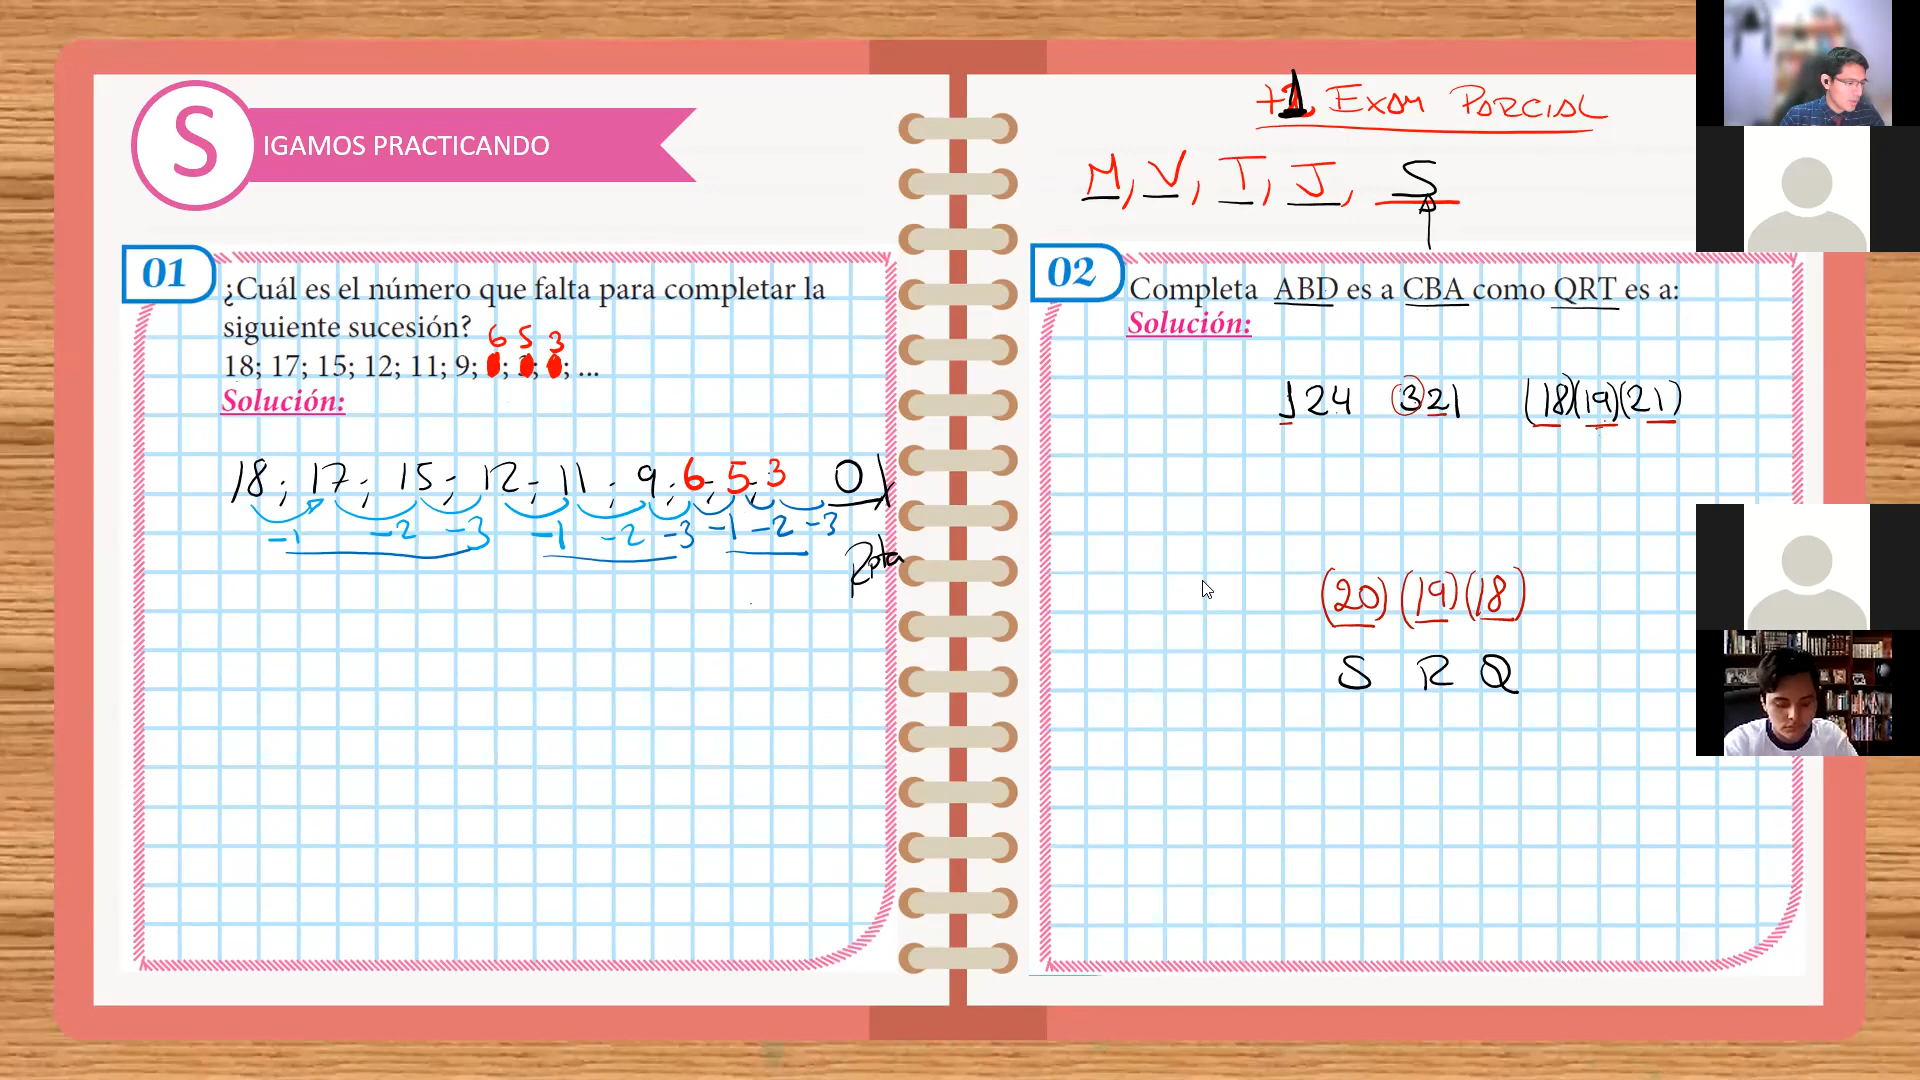 S
IGAMOS PRACTICANDO
01
¿Cuál es el número que falta para completar la
siguiente sucesión?
6 5 3
18; 17; 15; 12; 11; 9; ; ; ; ...
Solución:
18; 17; 15; 12; 11; 9; 6; 5; 3 0
-1 -2 -3 -1 -2 -3 -1 -2 -3
Rpta
+1 EXAM PARCIAL
M, V, T, J, S
02
Completa ABD es a CBA como QRT es a:
Solución:
124 321 (18)(19)(21)
(20) (19) (18)
S R Q